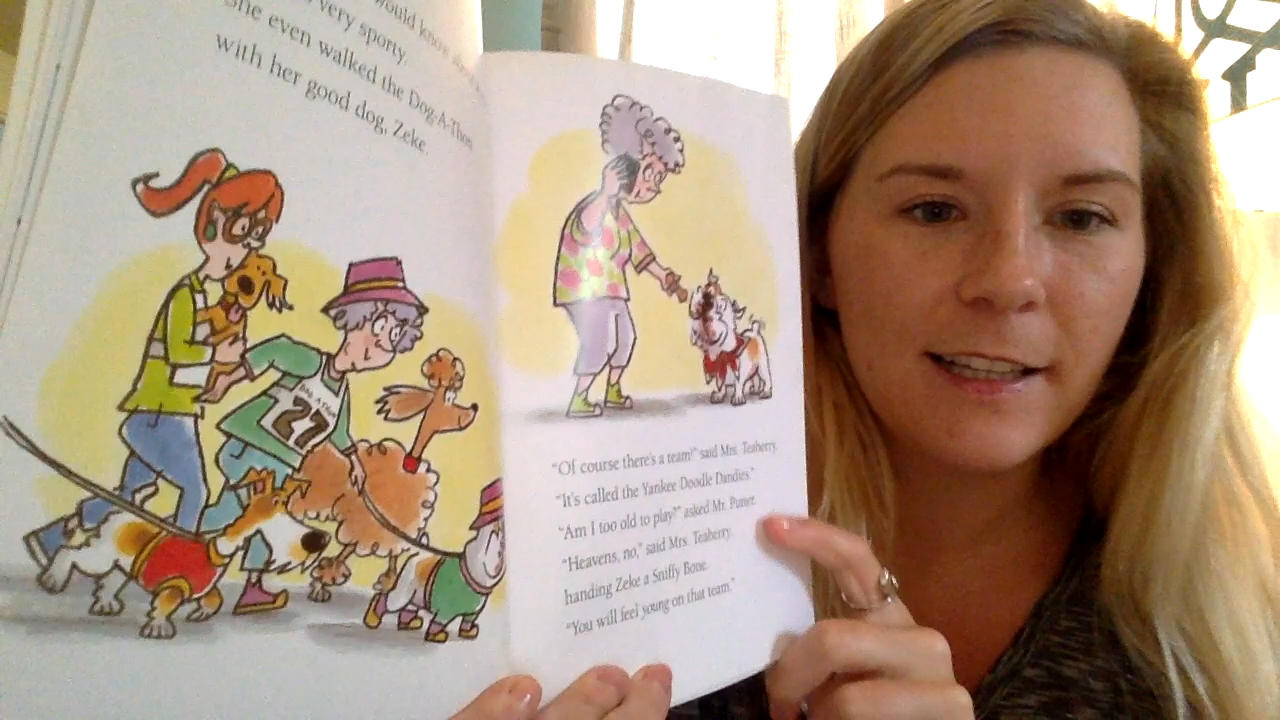 would know
very sporty.
She even walked the Dog-A-Thon
with her good dog, Zeke.
27
"Of course there's a team!" said Mrs. Teaberry.
"It's called the Yankee Doodle Dandies."
"Am I too old to play?" asked Mr. Putter.
"Heavens, no," said Mrs. Teaberry,
handing Zeke a Sniffy Bone.
"You will feel young on that team."